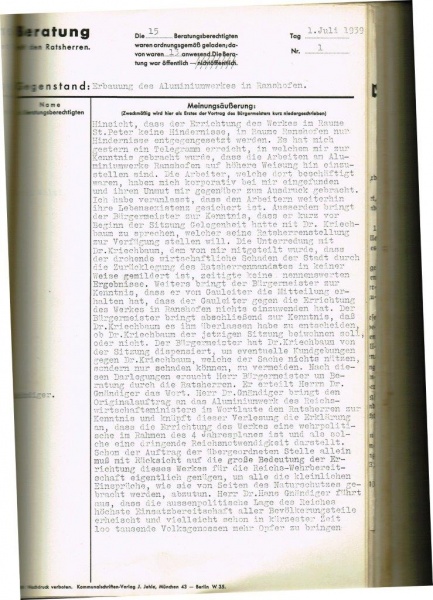 Beratung
den Ratsherren.
Die 15 Beratungsberechtigten
waren ordnungsgemäß geladen; da-
von waren 13 anwesend. Die Bera-
tung war öffentlich – nichtöffentlich.
Tag 1. Juli 1939
Nr. 1
Gegenstand: Erbauung des Aluminiumwerkes in Ranshofen.
Name
Beratungsberechtigten
Meinungsäußerung:
(Zweckmäßig wird hier als Erstes der Vortrag des Bürgermeisters kurz niedergeschrieben)
Hinsicht, dass der Errichtung des Werkes im Raume
St.Peter keine Hindernisse, im Raume Ranshofen nur
Hindernisse entgegengesetzt werden. Es hat mich
gestern ein Telegramm erreicht, in welchem mir zur
Kenntnis gebracht wurde, dass die Arbeiten am Alu-
miniumwerke Ranshofen auf höhere Weisung hin einzu-
stellen sind. Die Arbeiter, welche dort beschäftigt
waren, haben sich korporativ bei mir eingefunden
und ihren Unmut mir gegenüber zum Ausdruck gebracht.
Ich habe veranlasst, dass den Arbeitern weiterhin
ihre Lebensexistenz gesichert ist. Ausserdem bringt
der Bürgermeister zur Kenntnis, dass er kurz vor
Beginn der Sitzung Gelegenheit hatte mit Dr. Kriech-
baum zu sprechen, welcher seine Ratsherrenstellung
zur Verfügung stellen will. Die Unterredung mit
Dr.Kriechbaum, dem von mir mitgeteilt wurde, dass
der drohende wirtschaftliche Schaden der Stadt durch
die Zurücklegung des Ratsherrenmandates in keiner
Weise gemildert ist, zeitigte keine nennenswerten
Ergebnisse. Weiters bringt der Bürgermeister zur
Kenntnis, dass er vom Gauleiter die Mitteilung er-
halten hat, dass der Gauleiter gegen die Errichtung
des Werkes in Ranshofen nichts einzuwenden hat. Der
Bürgermeister bringt abschließend zur Kenntnis, daß
Dr.Kriechbaum es ihm überlassen habe zu entscheiden,
ob Dr.Kriechbaum der jetzigen Sitzung beiwohnen soll
oder nicht. Der Bürgermeister hat Dr.Kriechbaum von
der Sitzung dispensiert, um eventuelle Kundgebungen
gegen Dr.Kriechbaum, welche der Sache nichts nützen,
sondern nur schaden können, zu vermeiden. Nach die-
sen Darlegungen ersucht Herr Bürgermeister um Be-
ratung durch die Ratsherren. Er erteilt Herrn Dr.
Gnändiger das Wort. Herr Dr.Gnändiger bringt den
Originalauftrag an das Aluminiumwerk des Reichs-
wirtschaftsministers im Wortlaute den Ratsherren zur
Kenntnis und knüpft dieser Verlesung die Erklärung
an, dass die Errichtung des Werkes eine wehrpoliti-
sche im Rahmen des 4 Jahresplanes ist und als sol-
che eine dringende Reichsnotwendigkeit darstellt.
Schon der Auftrag der übergeordneten Stelle allein
muß mit Rücksicht auf die große Bedeutung der Er-
richtung dieses Werkes für die Reichs-Wehrbereit-
schaft eigentlich genügen, um alle die kleinlichen
Einsprüche, wie sie von Seiten des Naturschutzes ge-
bracht werden, abzutun. Herr Dr.Hans Gnändiger führt
aus, dass die aussenpolitische Lage des Reiches
höchste Einsatzbereitschaft aller Bevölkerungsteile
erheischt und vielleicht schon in kürzester Zeit
100 tausend Volksgenossen mehr Opfer zu bringen
ändiger.
Nachdruck verboten. Kommunalschriften-Verlag J. Jehle, München 43 – Berlin W 35.